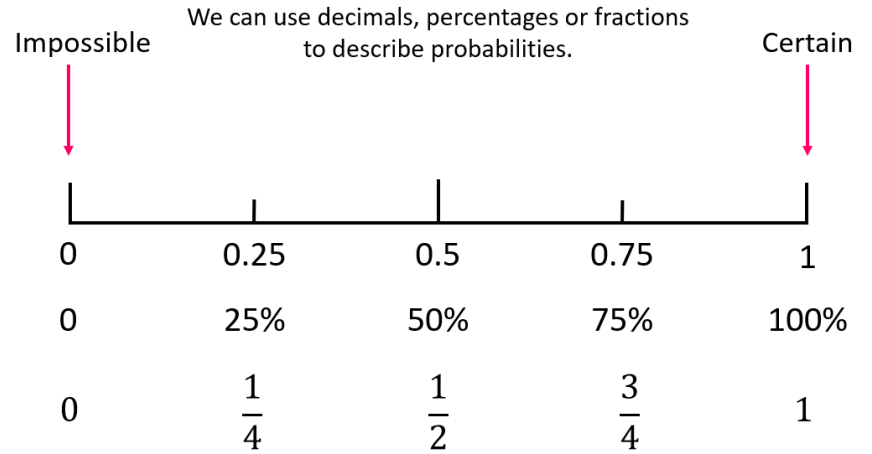 We can use decimals, percentages or fractions
to describe probabilities.
Impossible
Certain
0 0.25 0.5 0.75 1
0 25% 50% 75% 100%
0 1/4 1/2 3/4 1